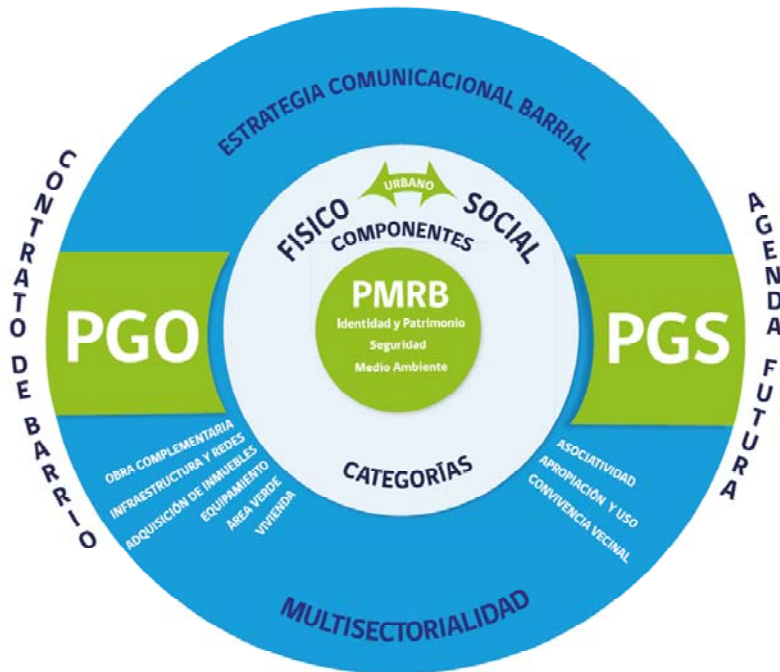 ESTRATEGIA COMUNICACIONAL BARRIAL
CONTRATO DE BARRIO
AGENDA FUTURA
URBANO
FISICO
SOCIAL
COMPONENTES
PMRB
Identidad y Patrimonio
Seguridad
Medio Ambiente
PGO
PGS
OBRA COMPLEMENTARIA
INFRAESTRUCTURA Y REDES
ADQUISICIÓN DE INMUEBLES
EQUIPAMIENTO
ÁREA VERDE
VIVIENDA
CATEGORÍAS
ASOCIATIVIDAD
APROPIACIÓN Y USO
CONVIVENCIA VECINAL
MULTISECTORIALIDAD